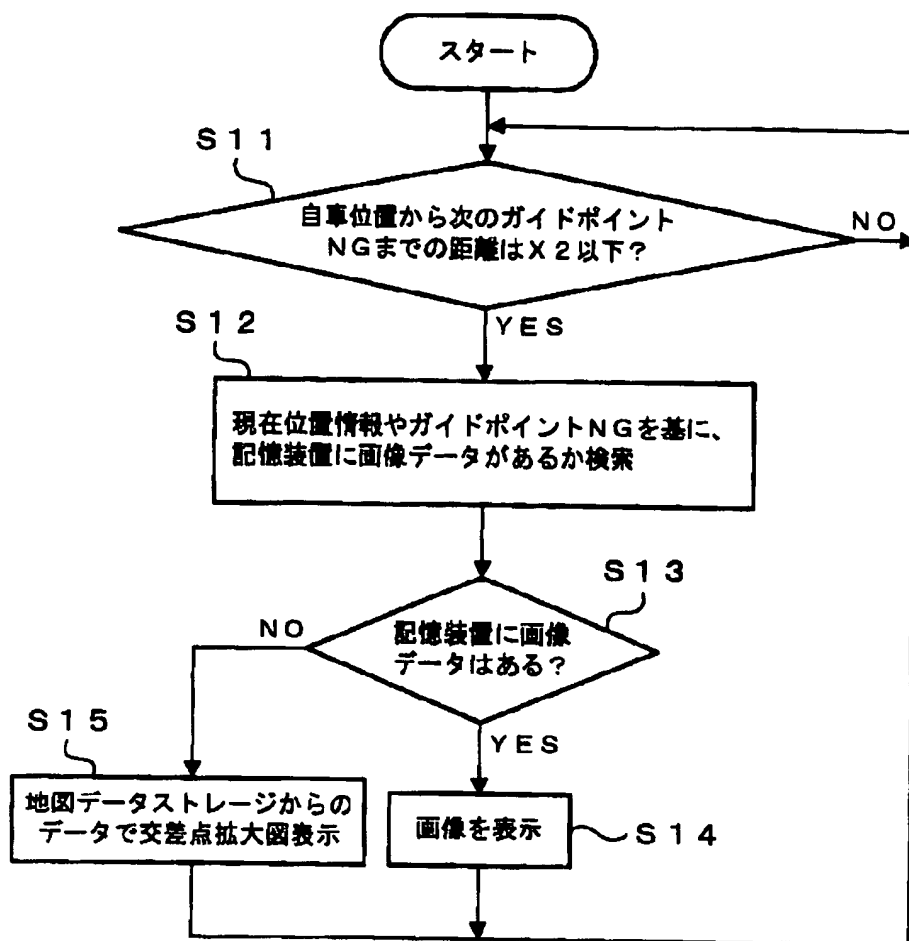 スタート
S11
自車位置から次のガイドポイント
NGまでの距離はX2以下?
NO
YES
S12
現在位置情報やガイドポイントNGを基に、
記憶装置に画像データがあるか検索
S13
NO
記憶装置に画像
データはある?
YES
S15
地図データストレージからの
データで交差点拡大図表示
画像を表示
S14